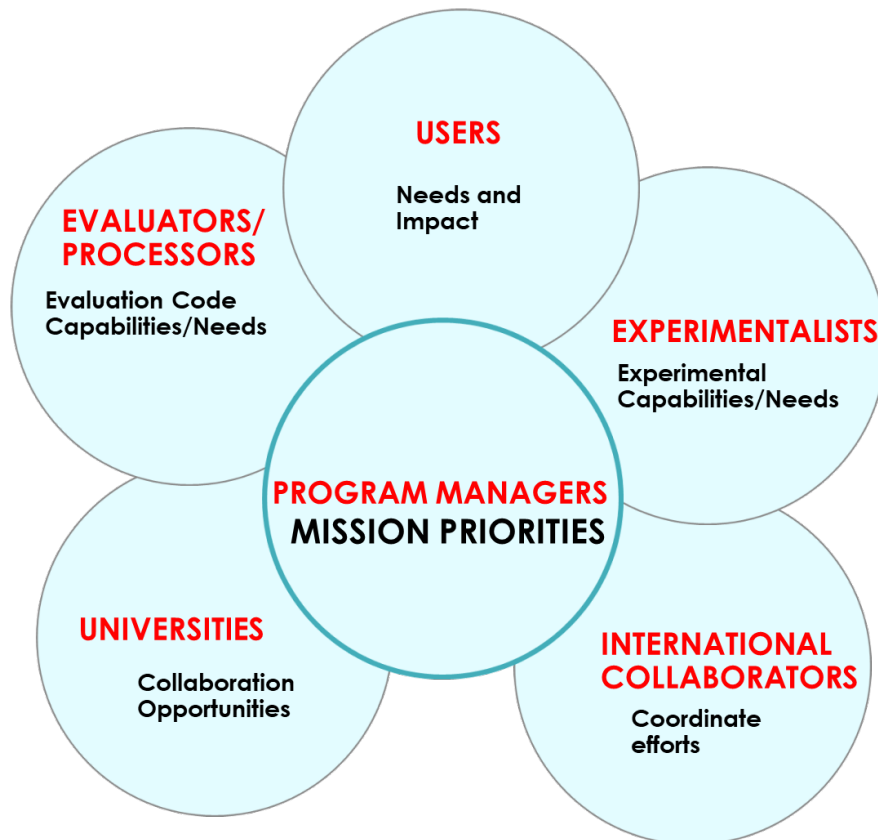 USERS
Needs and
Impact
EVALUATORS/
PROCESSORS
Evaluation Code
Capabilities/Needs
EXPERIMENTALISTS
Experimental
Capabilities/Needs
PROGRAM MANAGERS
MISSION PRIORITIES
UNIVERSITIES
Collaboration
Opportunities
INTERNATIONAL
COLLABORATORS
Coordinate
efforts